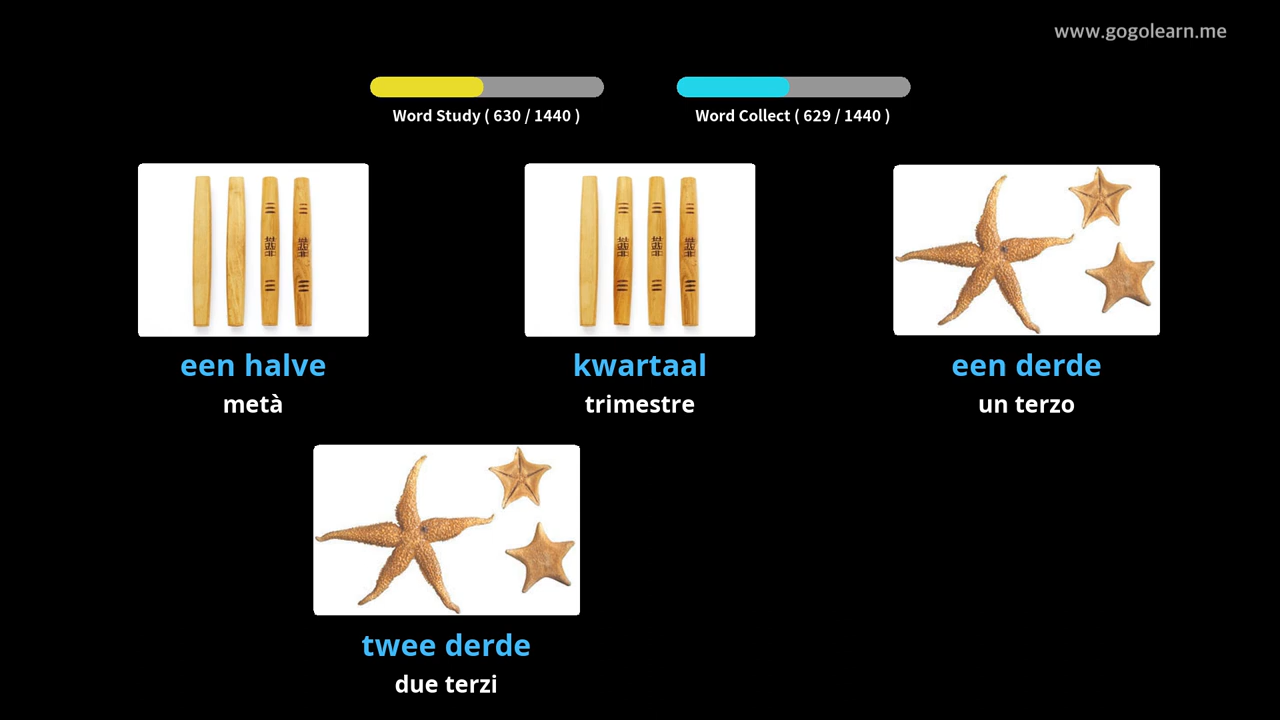 www.gogolearn.me
Word Study ( 630 / 1440 )
Word Collect ( 629 / 1440 )
een halve
metà
kwartaal
trimestre
een derde
un terzo
twee derde
due terzi